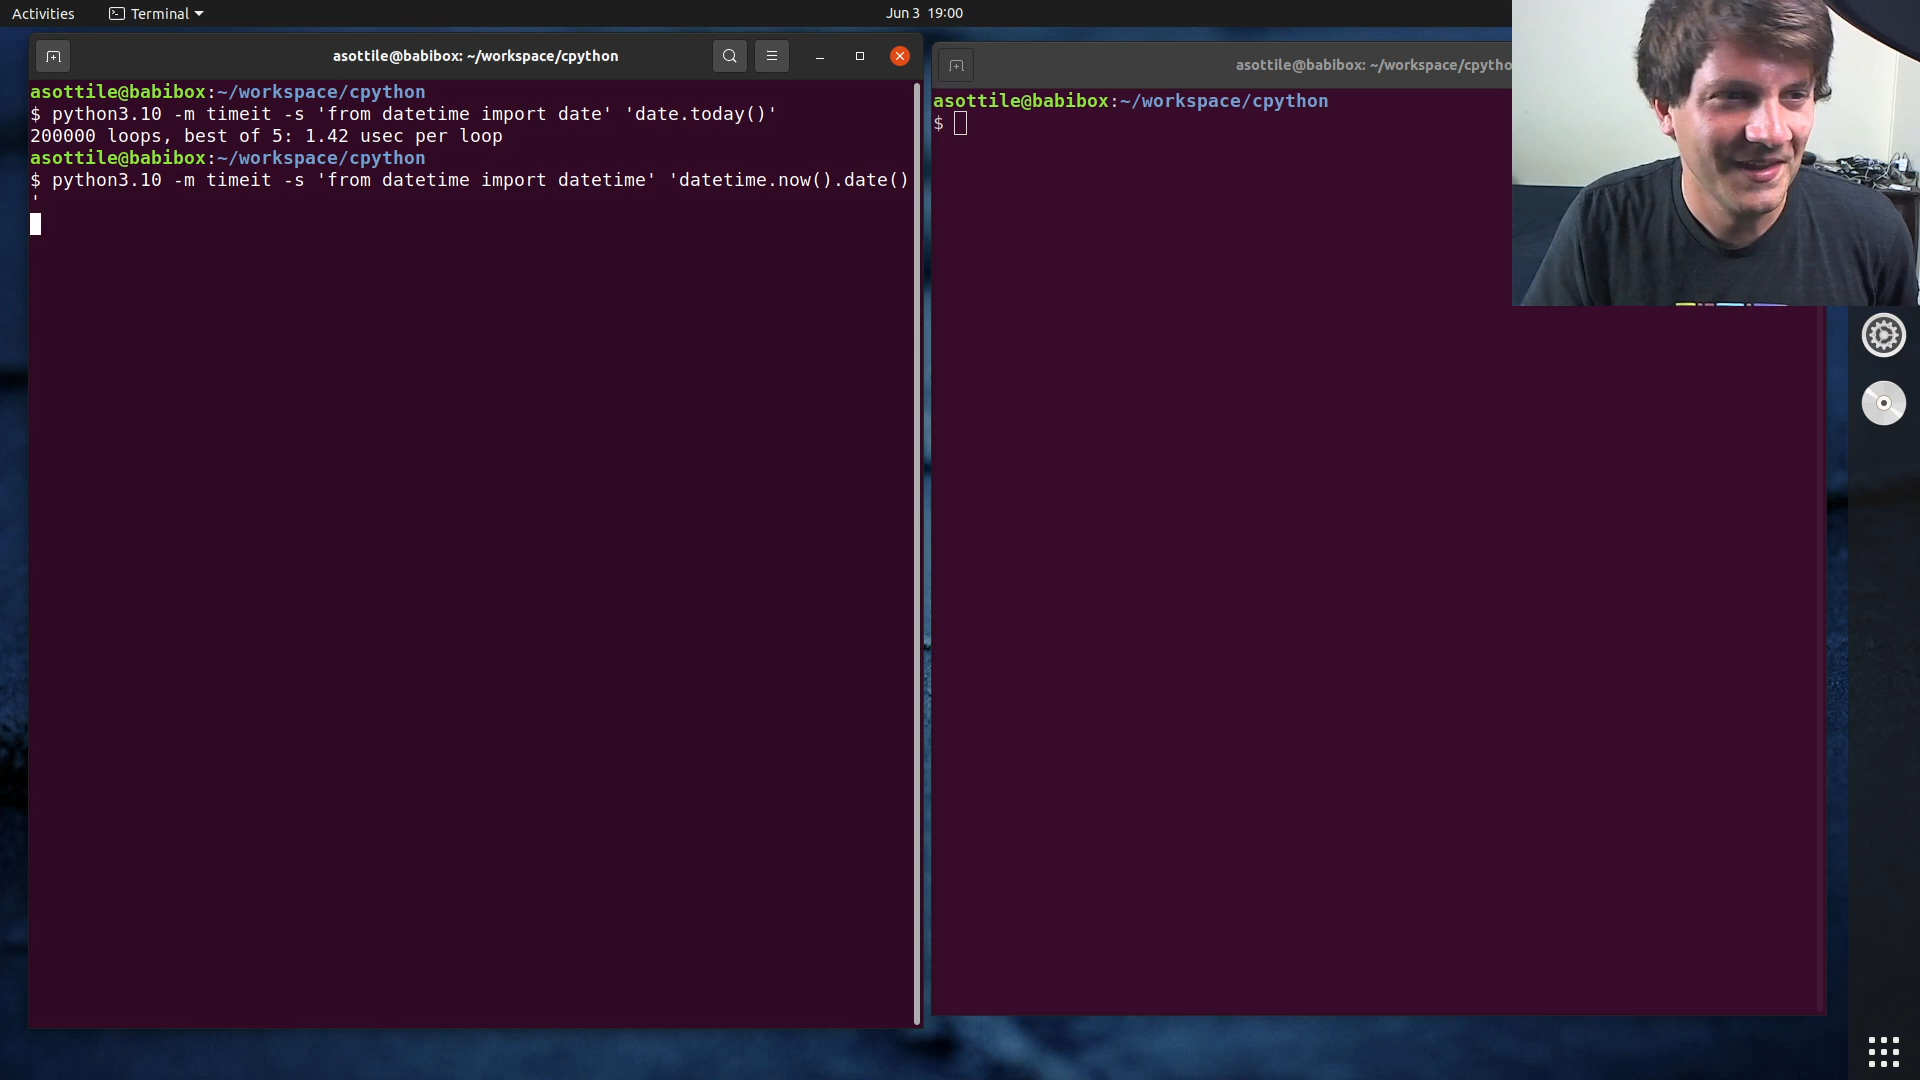 Activities
Terminal
Jun 3 19:00
asottile@babibox: ~/workspace/cpython
asottile@babibox:~/workspace/cpython
$ python3.10 -m timeit -s 'from datetime import date' 'date.today()'
200000 loops, best of 5: 1.42 usec per loop
asottile@babibox:~/workspace/cpython
$ python3.10 -m timeit -s 'from datetime import datetime' 'datetime.now().date()
'
asottile@babibox: ~/workspace/cpytho
asottile@babibox:~/workspace/cpython
$